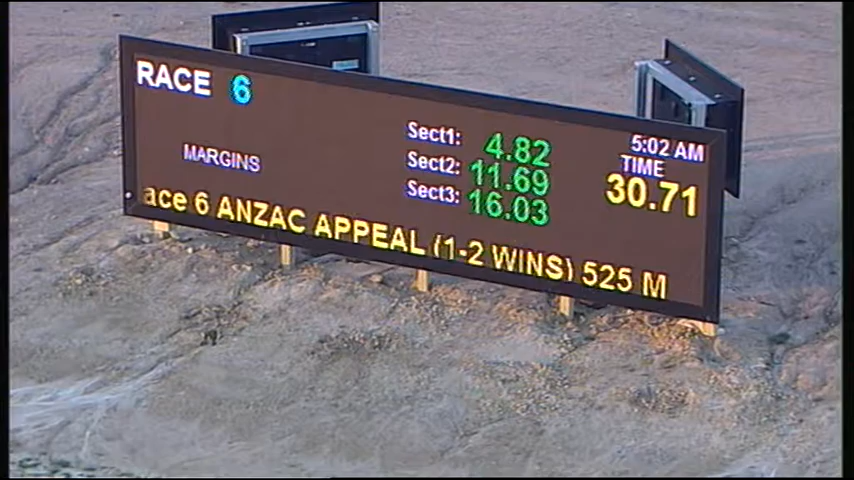 RACE 6
MARGINS
Sect1: 4.82
Sect2: 11.69
Sect3: 16.03
5:02 AM
TIME
30.71
ace 6 ANZAC APPEAL (1-2 WINS) 525 M